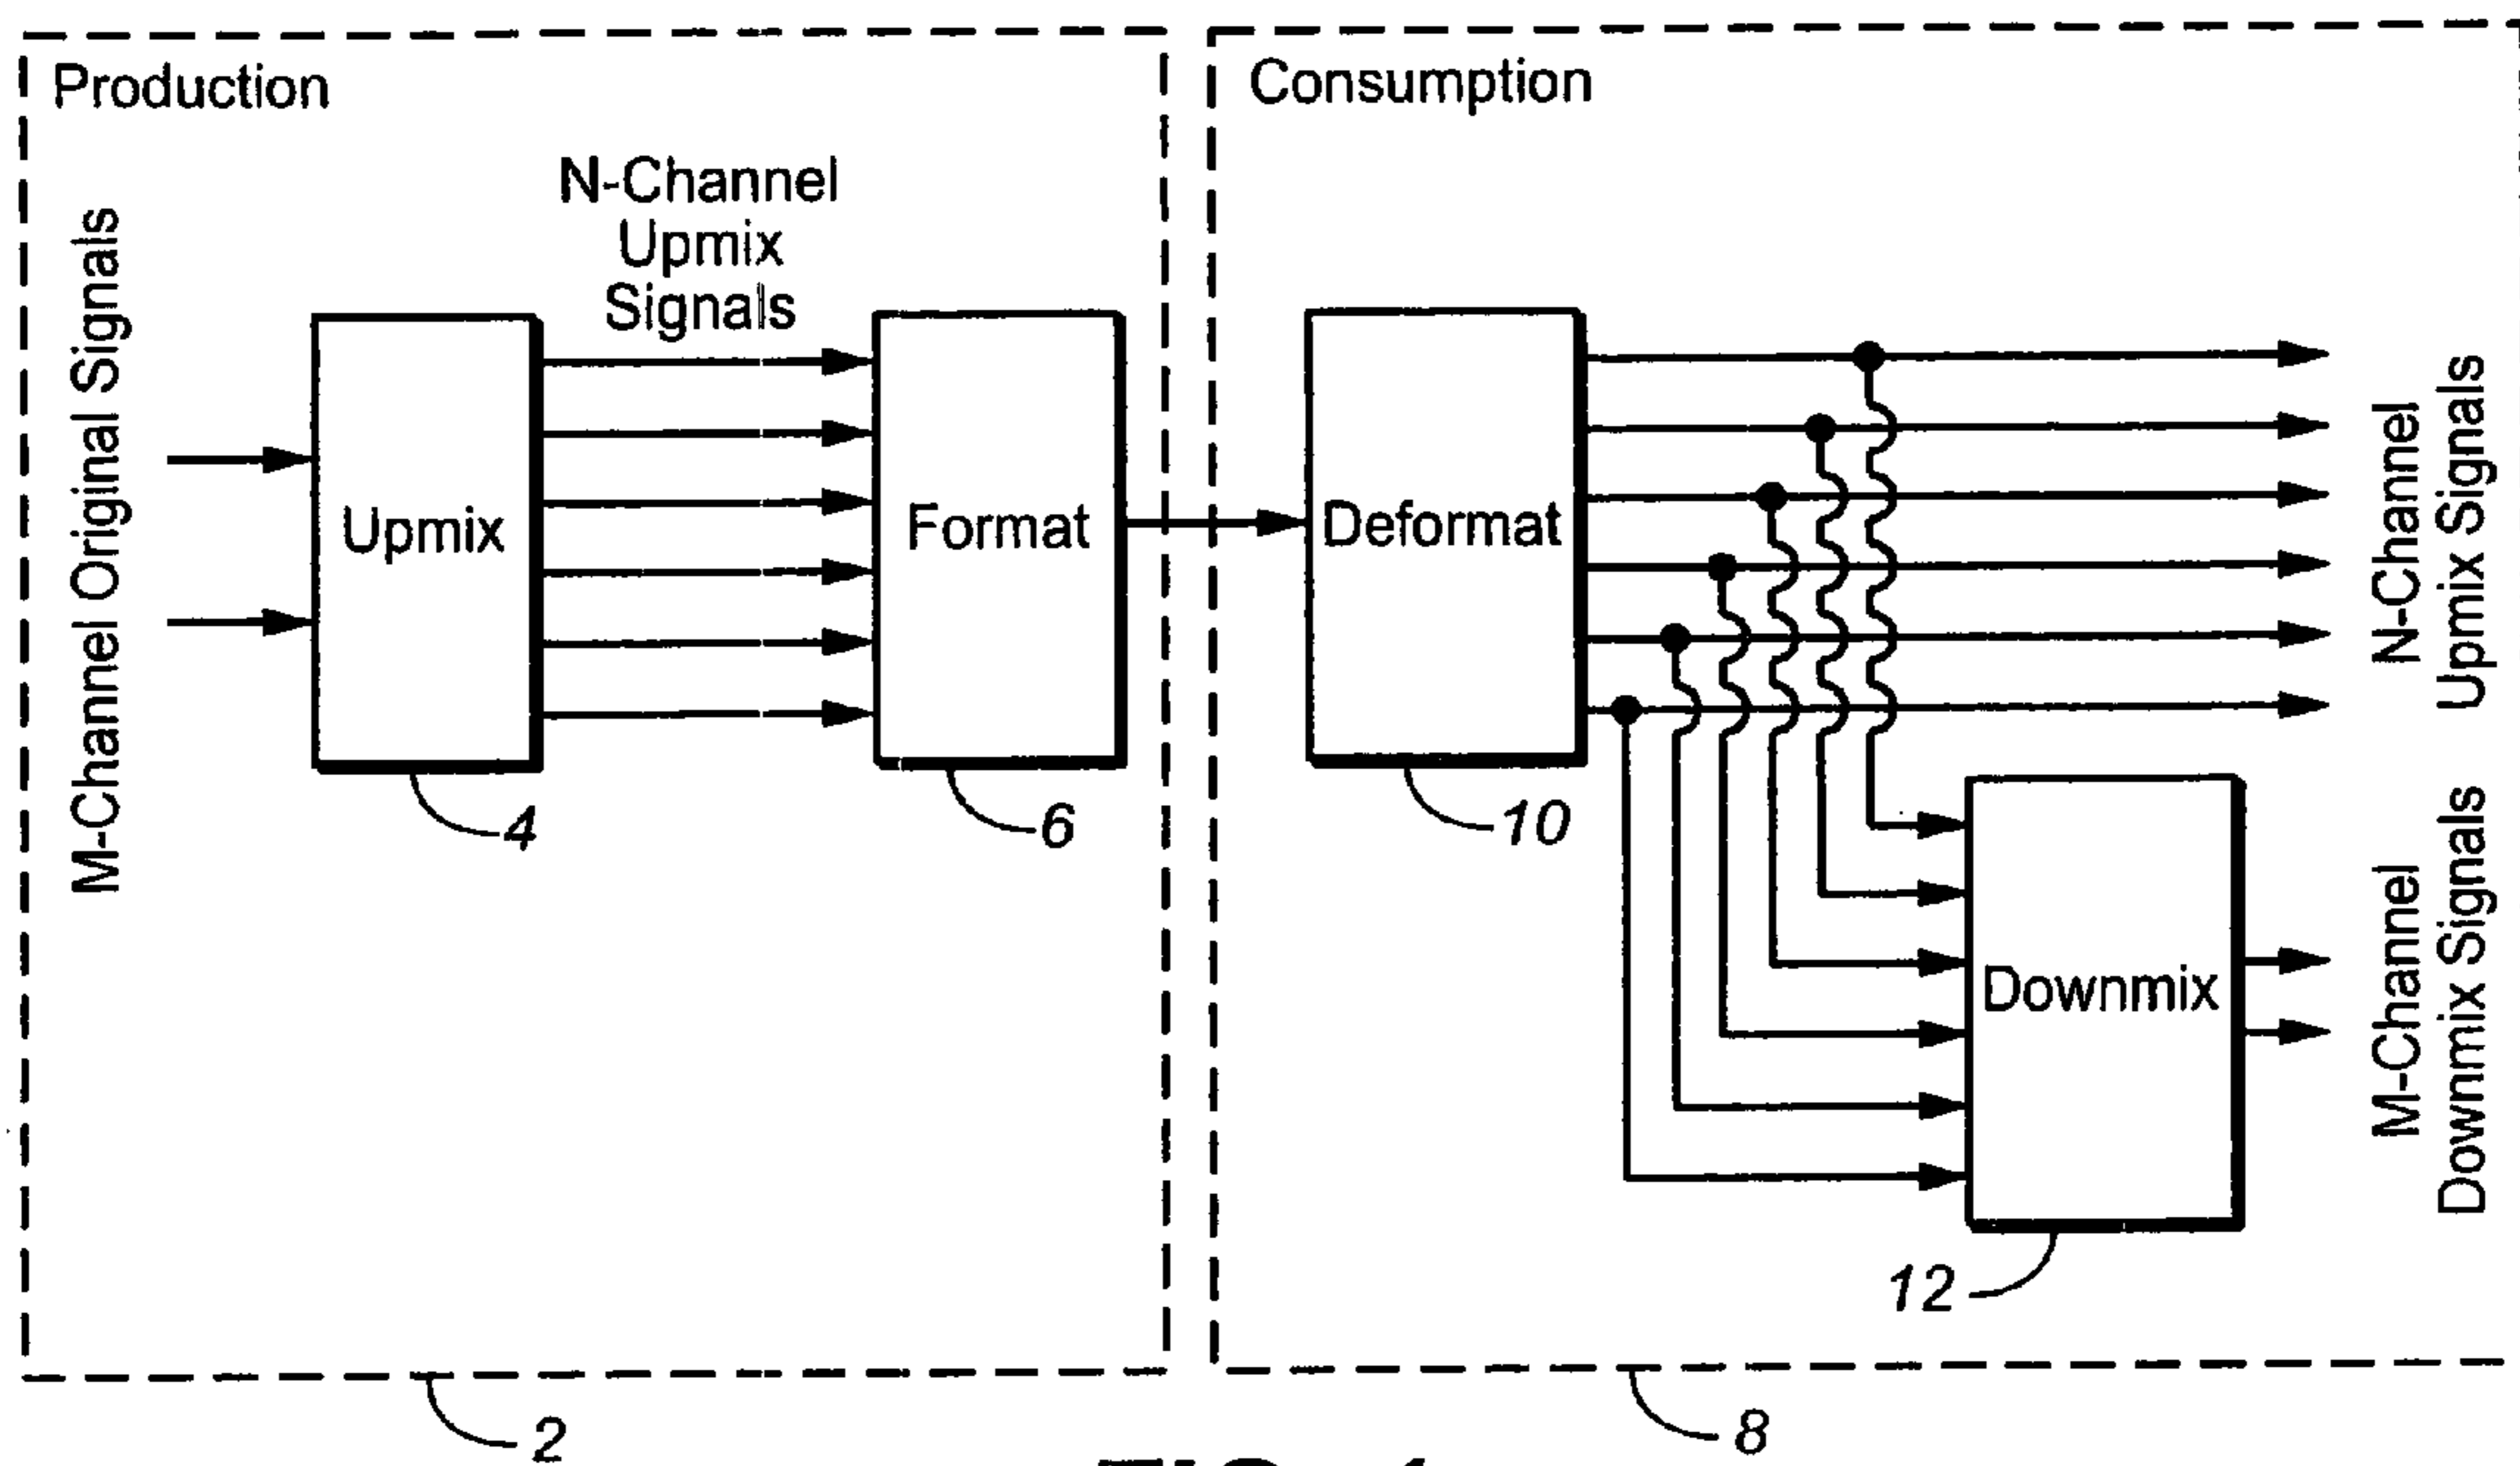 Production
Consumption
M-Channel Original Signals
N-Channel
Upmix
Signals
Upmix
Format
Deformat
N-Channel
Upmix Signals
4
6
10
Downmix
M-Channel
Downmix Signals
12
2
8